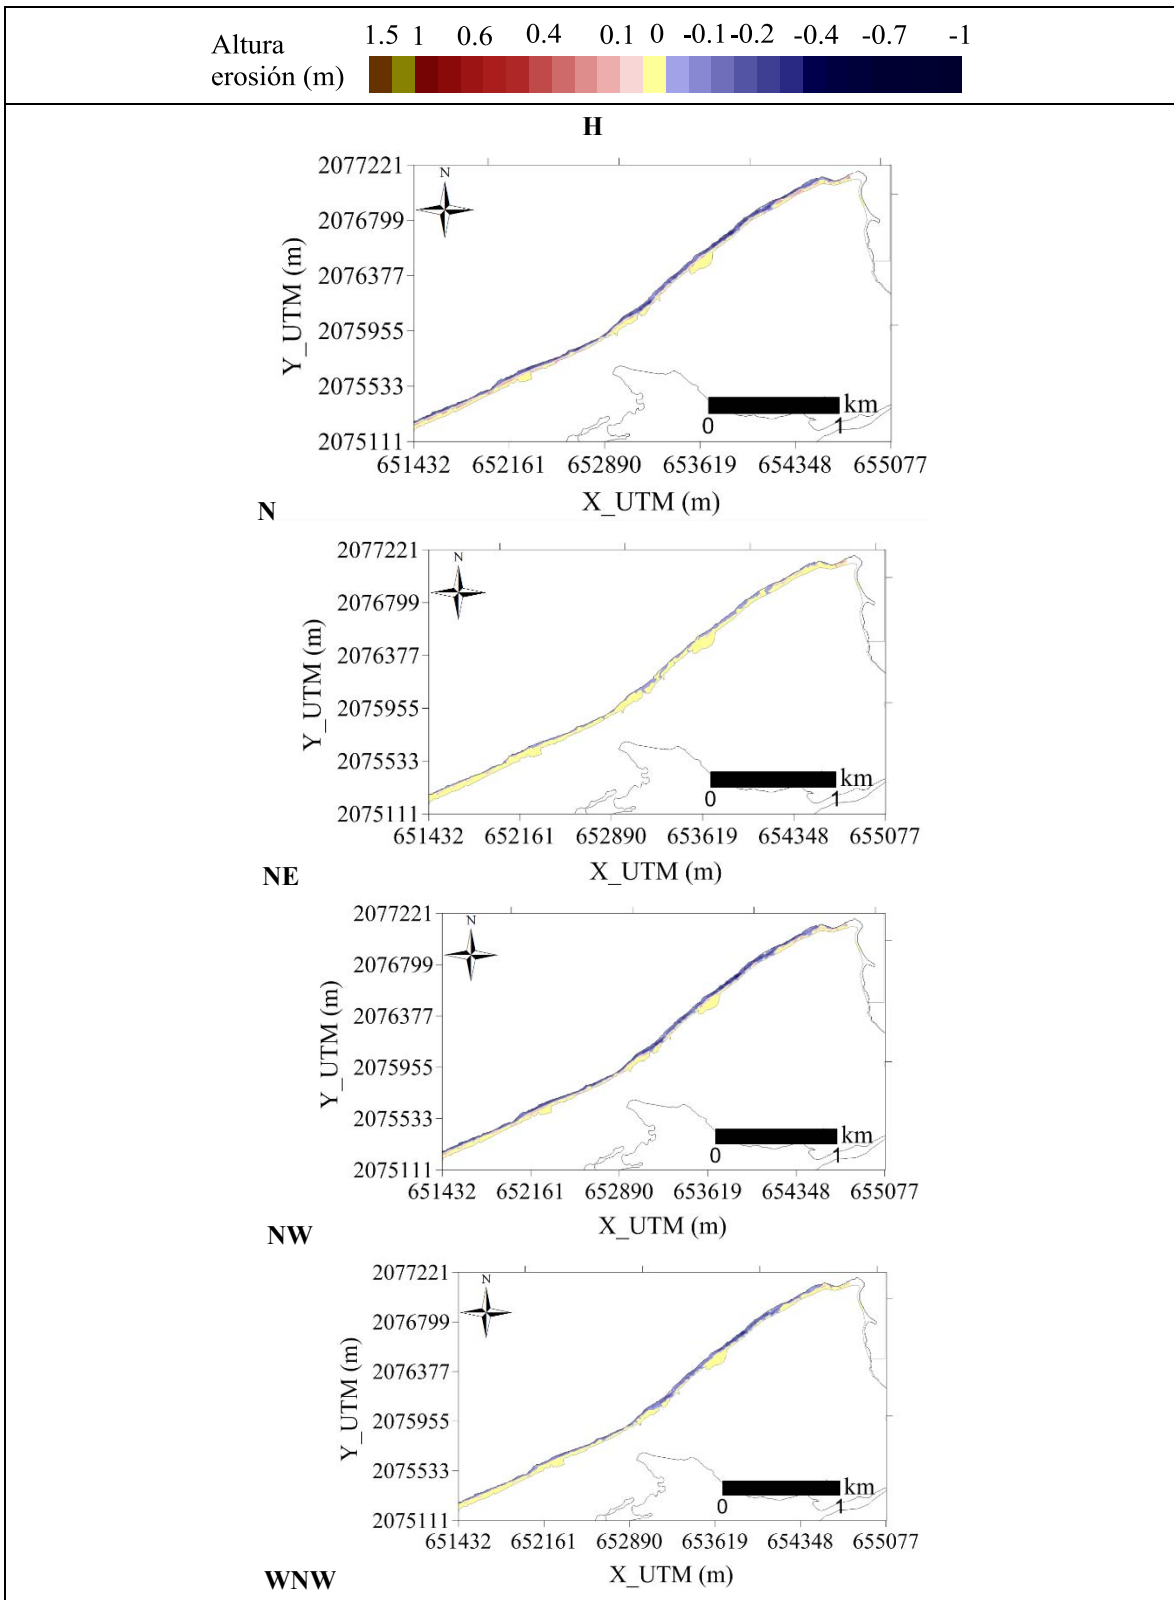 Altura
erosión (m)
1.5 1 0.6 0.4 0.1 0 -0.1 -0.2 -0.4 -0.7 -1
H
N
2077221
2076799
2076377
2075955
2075533
2075111
Y_UTM (m)
km
0 1
651432 652161 652890 653619 654348 655077
X_UTM (m)
N
N
2077221
2076799
2076377
2075955
2075533
2075111
Y_UTM (m)
km
0 1
651432 652161 652890 653619 654348 655077
X_UTM (m)
NE
N
2077221
2076799
2076377
2075955
2075533
2075111
Y_UTM (m)
km
0 1
651432 652161 652890 653619 654348 655077
X_UTM (m)
NW
N
2077221
2076799
2076377
2075955
2075533
2075111
Y_UTM (m)
km
0 1
651432 652161 652890 653619 654348 655077
X_UTM (m)
WNW